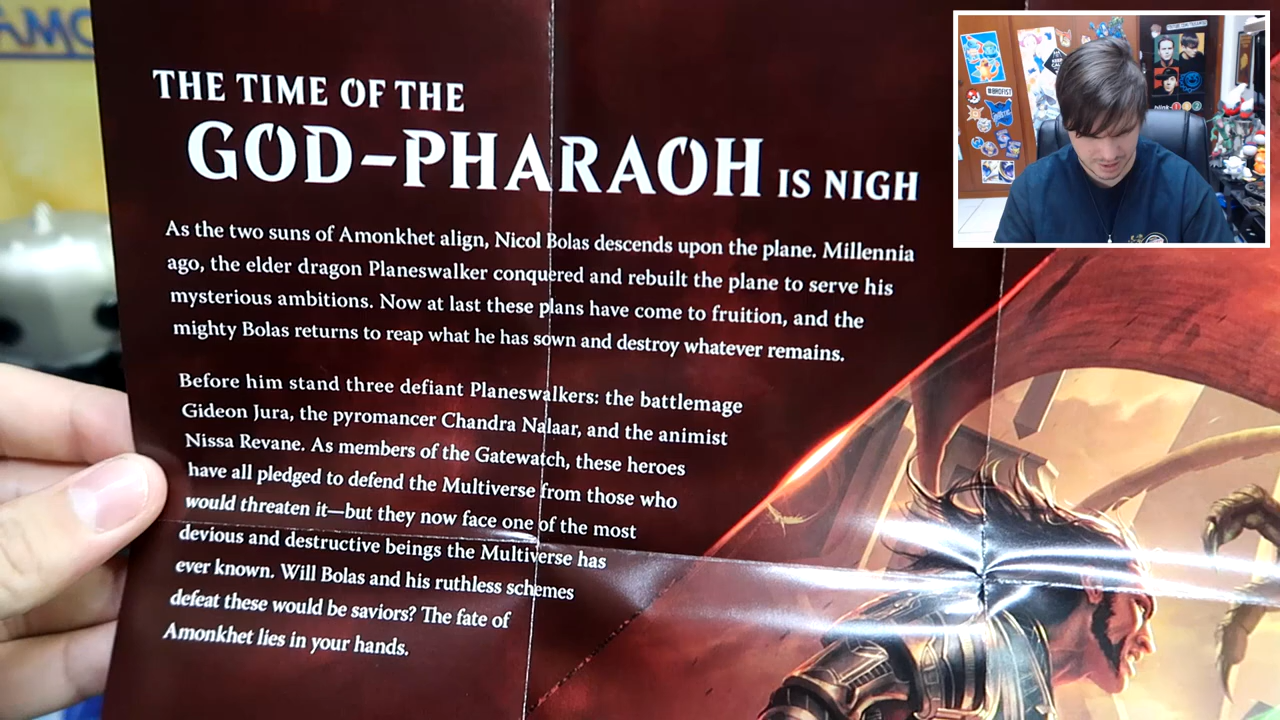 AMO
THE TIME OF THE
GOD-PHARAOH IS NIGH
As the two suns of Amonkhet align, Nicol Bolas descends upon the plane. Millennia
ago, the elder dragon Planeswalker conquered and rebuilt the plane to serve his
mysterious ambitions. Now at last these plans have come to fruition, and the
mighty Bolas returns to reap what he has sown and destroy whatever remains.
Before him stand three defiant Planeswalkers: the battlemage
Gideon Jura, the pyromancer Chandra Nalaar, and the animist
Nissa Revane. As members of the Gatewatch, these heroes
have all pledged to defend the Multiverse from those who
would threaten it—but they now face one of the most
devious and destructive beings the Multiverse has
ever known. Will Bolas and his ruthless schemes
defeat these would be saviors? The fate of
Amonkhet lies in your hands.
#BROFIST
blink-182